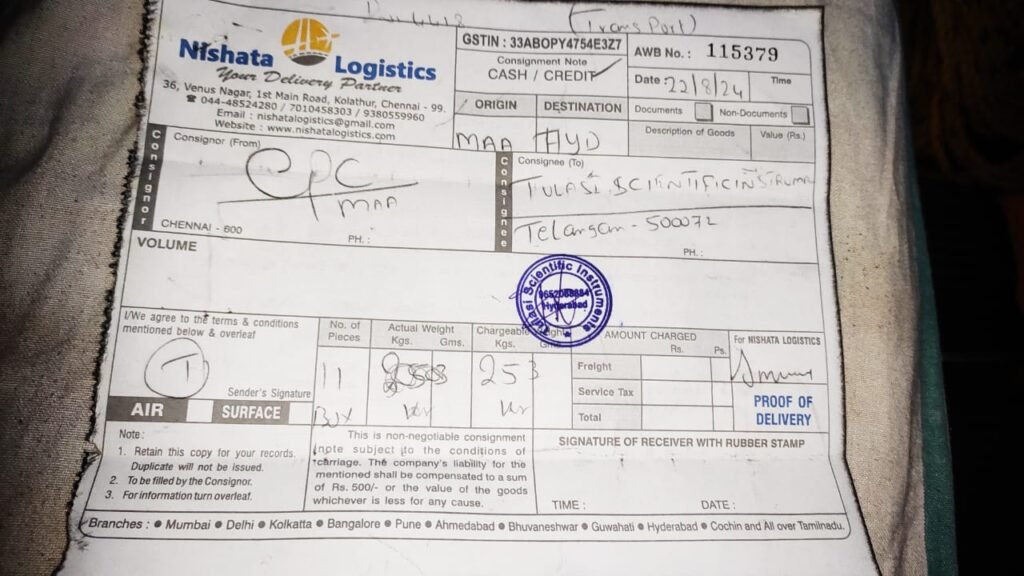 (Transport)
Nishata Logistics
Your Delivery Partner
36, Venus Nagar, 1st Main Road, Kolathur, Chennai - 99.
☎ 044-48524280 / 7010458303 / 9380559960
Email : nishatalogistics@gmail.com
Website : www.nishatalogistics.com
GSTIN : 33ABOPY4754E3Z7
Consignment Note
CASH / CREDIT
AWB No. : 115379
Date 22/8/24 Time
ORIGIN DESTINATION
MAA HYD
Documents Non-Documents
Description of Goods Value (Rs.)
Consignor
Consignor (From)
CPC
MAA
CHENNAI - 600
PH. :
Consignee
Consignee (To)
TULASI SCIENTIFIC
Telangan - 500072
PH. :
VOLUME
Tulasi Scientific Instruments
Hyderabad
I/We agree to the terms & conditions
mentioned below & overleaf
T
Sender's Signature
AIR SURFACE
No. of Pieces
11
Box
Actual Weight
Kgs. Gms.
Chargeable Weight
Kgs. Gms.
253
AMOUNT CHARGED
Rs. Ps.
Freight
Service Tax
Total
For NISHATA LOGISTICS
PROOF OF
DELIVERY
Note :
1. Retain this copy for your records.
Duplicate will not be issued.
2. To be filled by the Consignor.
3. For information turn overleaf.
This is non-negotiable consignment
note subject to the conditions of
carriage. The company's liability for the
mentioned shall be compensated to a sum
of Rs. 500/- or the value of the goods
whichever is less for any cause.
SIGNATURE OF RECEIVER WITH RUBBER STAMP
TIME : DATE :
Branches : ● Mumbai ● Delhi ● Kolkatta ● Bangalore ● Pune ● Ahmedabad ● Bhuvaneshwar ● Guwahati ● Hyderabad ● Cochin and All over Tamilnadu.